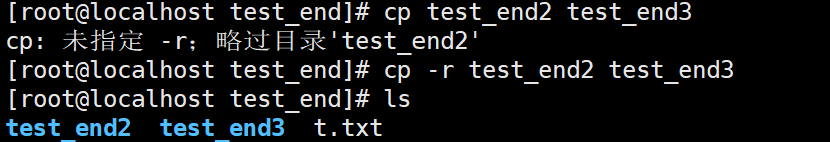 [root@localhost test_end]# cp test_end2 test_end3
cp: 未指定 -r；略过目录'test_end2'
[root@localhost test_end]# cp -r test_end2 test_end3
[root@localhost test_end]# ls
test_end2  test_end3  t.txt